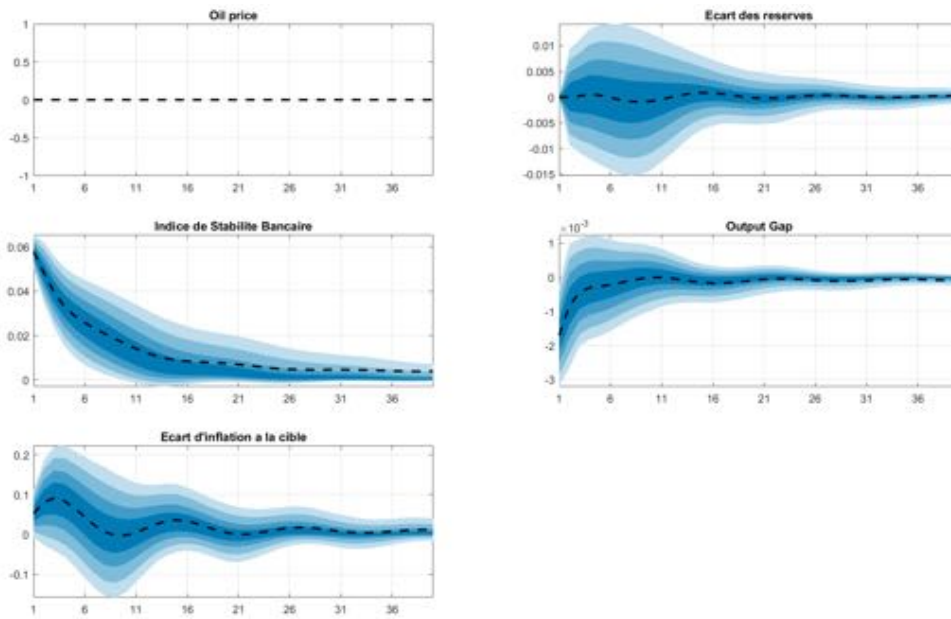 Oil price
1
0.5
0
-0.5
-1
1 6 11 16 21 26 31 36
Ecart des reserves
0.01
0.005
0
-0.005
-0.01
-0.015
1 6 11 16 21 26 31 36
Indice de Stabilite Bancaire
0.06
0.04
0.02
0
1 6 11 16 21 26 31 36
Output Gap
× 10⁻³
1
0
-1
-2
-3
1 6 11 16 21 26 31 36
Ecart d'inflation a la cible
0.2
0.1
0
-0.1
1 6 11 16 21 26 31 36